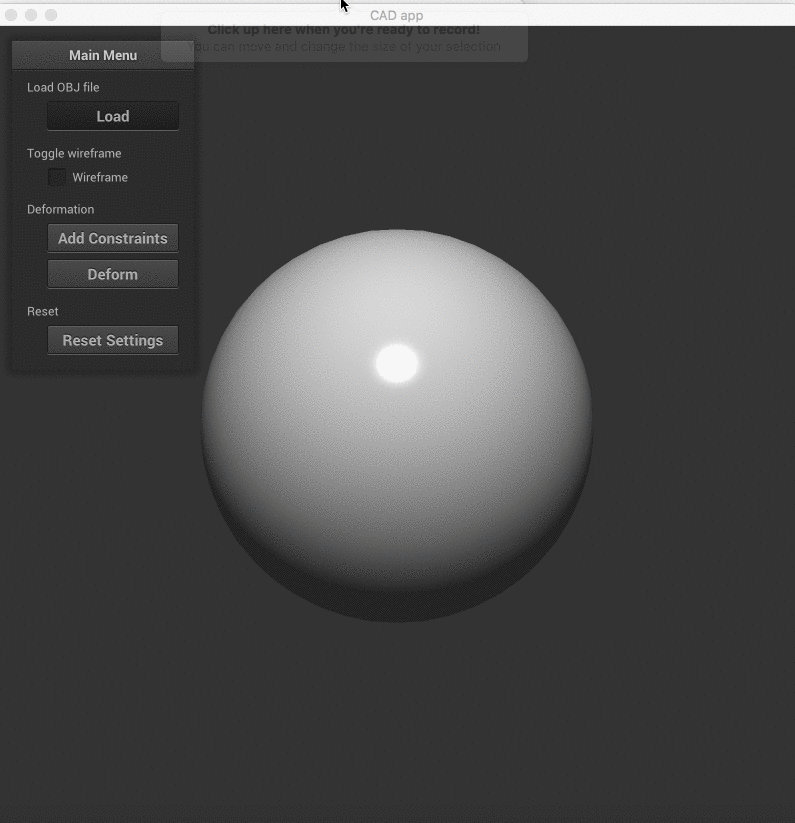 CAD app
Click up here when you're ready to record!
You can move and change the size of your selection
Main Menu
Load OBJ file
Load
Toggle wireframe
Wireframe
Deformation
Add Constraints
Deform
Reset
Reset Settings